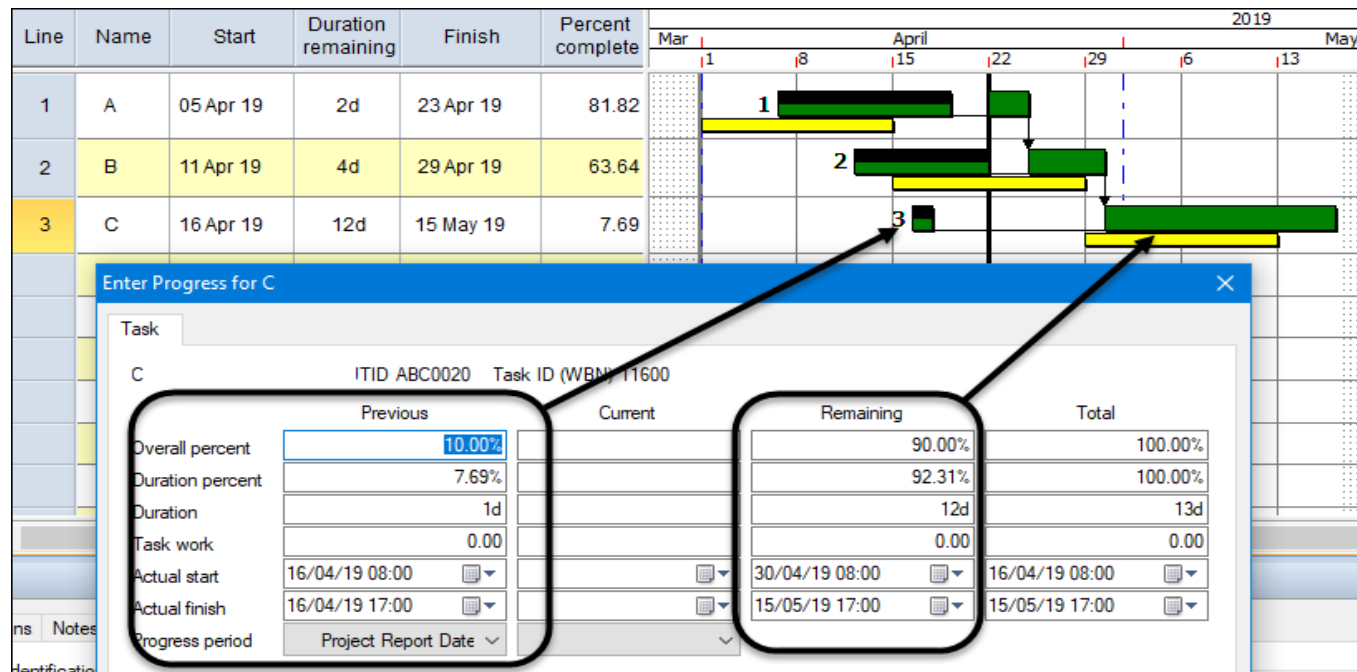 Line Name Start Duration remaining Finish Percent complete
2019
Mar April May
1 8 15 22 29 6 13
1 A 05 Apr 19 2d 23 Apr 19 81.82 1
2 B 11 Apr 19 4d 29 Apr 19 63.64 2
3 C 16 Apr 19 12d 15 May 19 7.69 3
Enter Progress for C
Task
C ABC0020 Task ID (WBN) 11600
Previous Current Remaining Total
Overall percent 10.00% 90.00% 100.00%
Duration percent 7.69% 92.31% 100.00%
Duration 1d 12d 13d
Task work 0.00 0.00 0.00
Actual start 16/04/19 08:00 30/04/19 08:00 16/04/19 08:00
Actual finish 16/04/19 17:00 15/05/19 17:00 15/05/19 17:00
Progress period Project Report Date
ns Notes